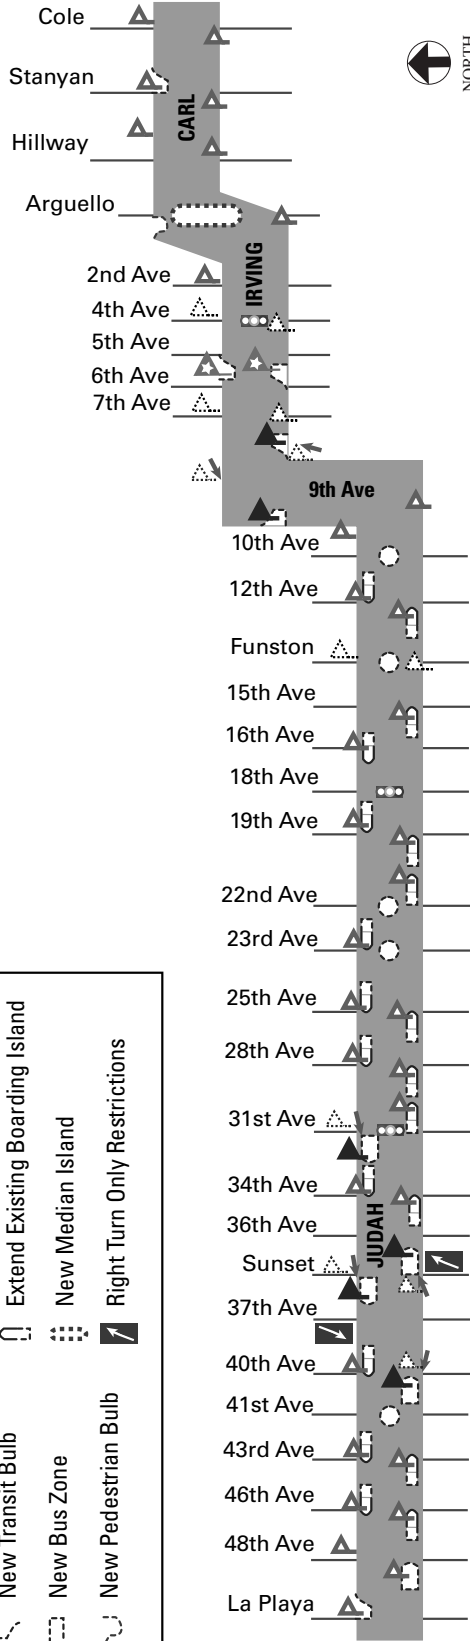 NORTH
Cole
Stanyan
Hillway
Arguello
CARL
2nd Ave
4th Ave
5th Ave
6th Ave
7th Ave
IRVING
9th Ave
10th Ave
12th Ave
Funston
15th Ave
16th Ave
18th Ave
19th Ave
22nd Ave
23rd Ave
25th Ave
28th Ave
31st Ave
34th Ave
36th Ave
Sunset
37th Ave
40th Ave
41st Ave
43rd Ave
46th Ave
48th Ave
La Playa
JUDAH
New Transit Bulb
New Bus Zone
New Pedestrian Bulb
Extend Existing Boarding Island
New Median Island
Right Turn Only Restrictions